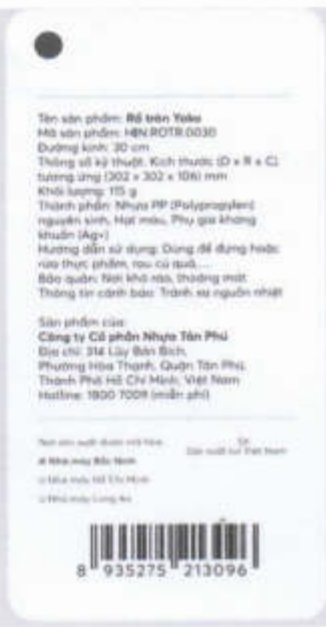 Tên sản phẩm: Rổ tròn Yoko
Mã sản phẩm: HBN.ROTR.0030
Đường kính: 30 cm
Thông số kỹ thuật: Kích thước (D x R x C)
tương ứng (302 x 302 x 106) mm
Khối lượng: 115 g
Thành phần: Nhựa PP (Polypropylen)
nguyên sinh, Hạt màu, Phụ gia kháng
khuẩn (Ag+)
Hướng dẫn sử dụng: Dùng để đựng hoặc
rửa thực phẩm, rau củ quả,...
Bảo quản: Nơi khô ráo, thoáng mát
Thông tin cảnh báo: Tránh xa nguồn nhiệt
Sản phẩm của:
Công ty Cổ phần Nhựa Tân Phú
Địa chỉ: 314 Lũy Bán Bích,
Phường Hòa Thạnh, Quận Tân Phú,
Thành Phố Hồ Chí Minh, Việt Nam
Hotline: 1800 7009 (miễn phí)
Nơi sản xuất được
Sản xuất tại Việt Nam
Nhà máy Bắc Ninh
Nhà máy Hồ Chí Minh
Nhà máy Long An
8 935275 213096